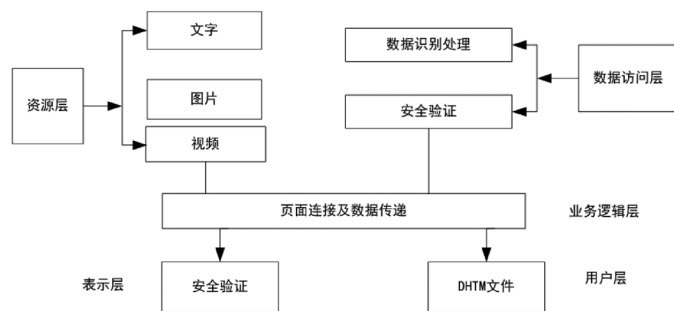 文字
数据识别处理
资源层
图片
数据访问层
安全验证
视频
页面连接及数据传递
业务逻辑层
表示层
安全验证
DHTM文件
用户层